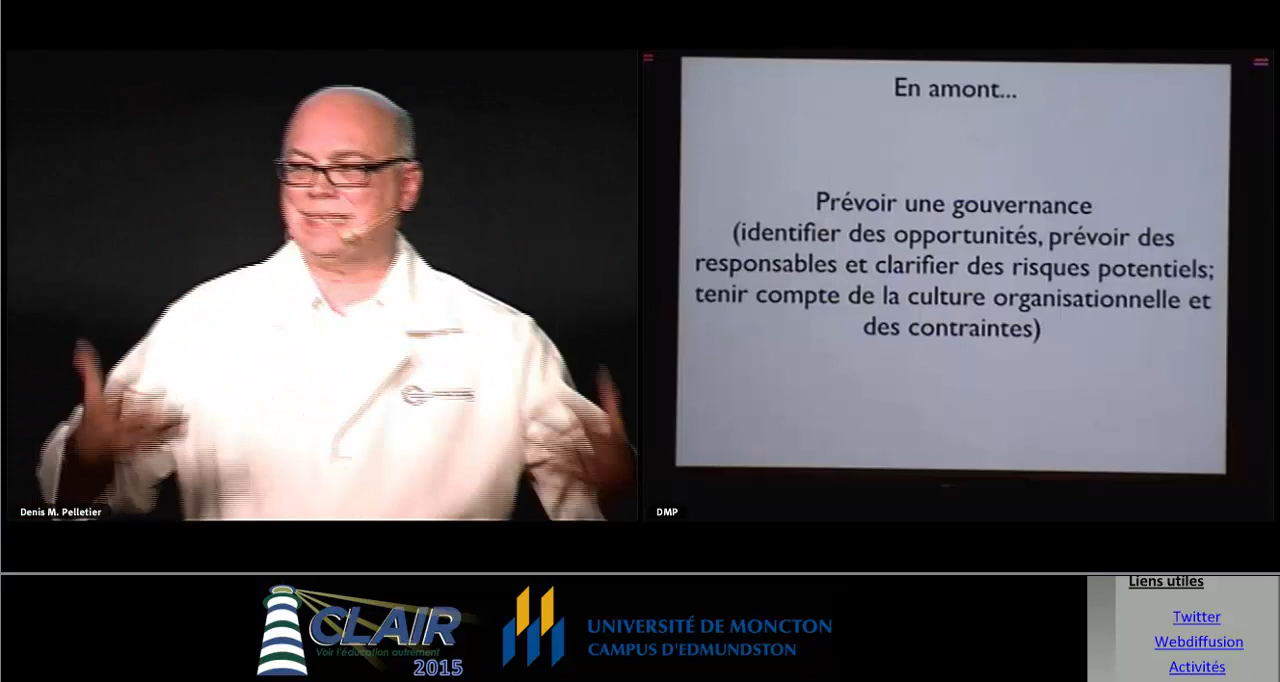 En amont...
Prévoir une gouvernance
(identifier des opportunités, prévoir des
responsables et clarifier des risques potentiels;
tenir compte de la culture organisationnelle et
des contraintes)
Denis M. Pelletier
DMP
CLAIR
Voir l'éducation autrement
2015
UNIVERSITÉ DE MONCTON
CAMPUS D'EDMUNDSTON
Liens utiles
Twitter
Webdiffusion
Activités